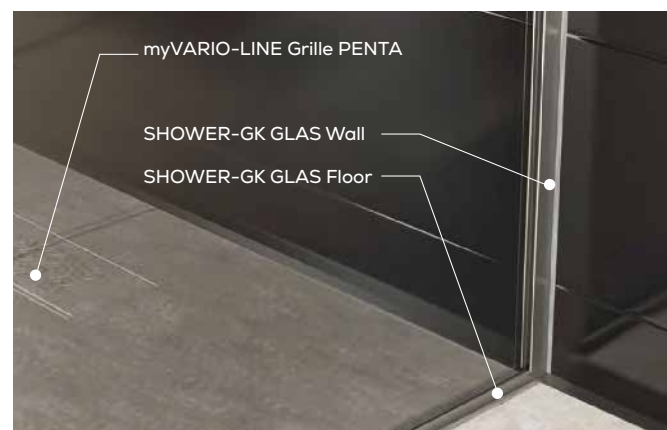 myVARIO-LINE Grille PENTA
SHOWER-GK GLAS Wall
SHOWER-GK GLAS Floor